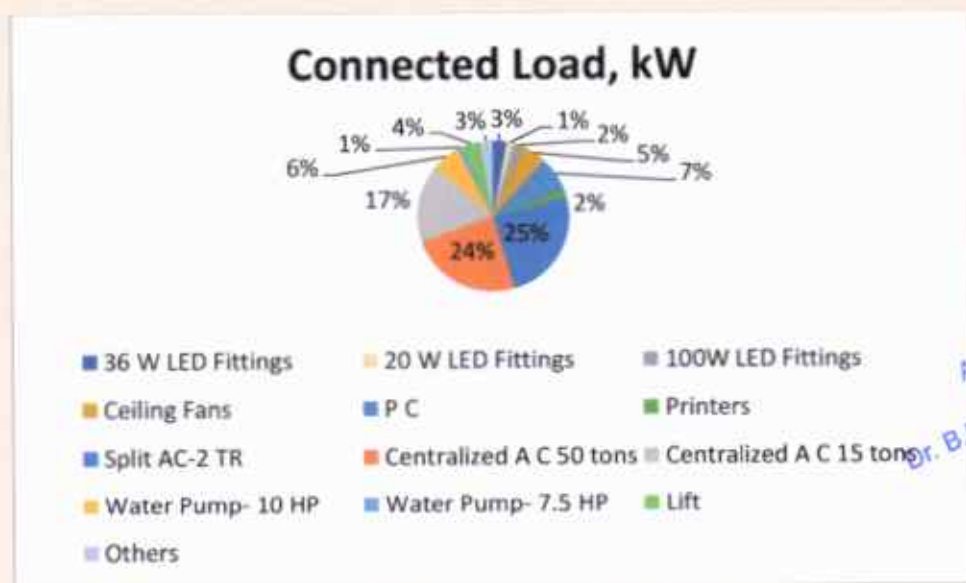 Connected Load, kW
4% 3% 3% 1%
1% 2%
6% 5%
17% 7%
2%
24% 25%
36 W LED Fittings 20 W LED Fittings 100W LED Fittings
Ceiling Fans P C Printers
Split AC-2 TR Centralized A C 50 tons Centralized A C 15 tons
Water Pump- 10 HP Water Pump- 7.5 HP Lift
Others
Dr. B